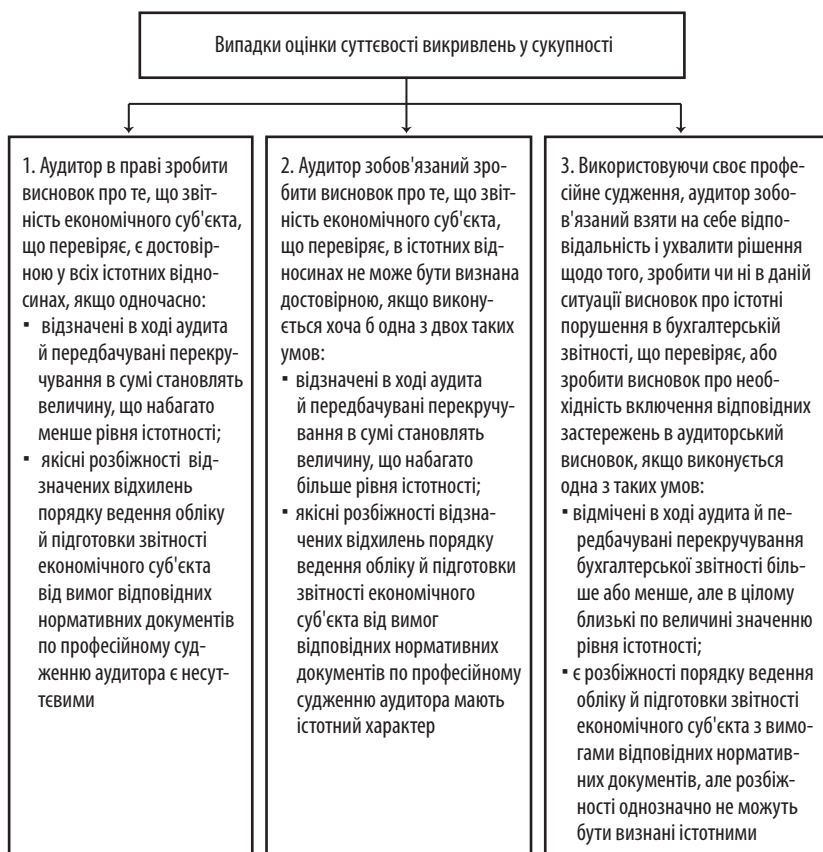 Випадки оцінки суттєвості викривлень у сукупності
1. Аудитор в праві зробити
висновок про те, що звіт-
ність економічного суб'єкта,
що перевіряє, є достовір-
ною у всіх істотних відно-
синах, якщо одночасно:
▪ відзначені в ході аудита
й передбачувані перекру-
чування в сумі становлять
величину, що набагато
менше рівня істотності;
▪ якісні розбіжності від-
значених відхилень
порядку ведення обліку
й підготовки звітності
економічного суб'єкта
від вимог відповідних
нормативних документів
по професійному суд-
женню аудитора є несут-
тєвими
2. Аудитор зобов'язаний зро-
бити висновок про те, що звіт-
ність економічного суб'єкта,
що перевіряє, в істотних від-
носинах не може бути визнана
достовірною, якщо викону-
ється хоча б одна з двох таких
умов:
▪ відзначені в ході аудита
й передбачувані перекручу-
вання в сумі становлять
величину, що набагато
більше рівня істотності;
▪ якісні розбіжності відзна-
чених відхилень порядку
ведення обліку й підготовки
звітності економічного
суб'єкта від вимог
відповідних нормативних
документів по професійному
судженню аудитора мають
істотний характер
3. Використовуючи своє профе-
сійне судження, аудитор зобо-
в'язаний взяти на себе відпо-
відальність і ухвалити рішення
щодо того, зробити чи ні в даній
ситуації висновок про істотні
порушення в бухгалтерській
звітності, що перевіряє, або
зробити висновок про необ-
хідність включення відповідних
застережень в аудиторський
висновок, якщо виконується
одна з таких умов:
▪ відмічені в ході аудита й пе-
редбачувані перекручування
бухгалтерської звітності біль-
ше або менше, але в цілому
близькі по величині значенню
рівня істотності;
▪ є розбіжності порядку ведення
обліку й підготовки звітності
економічного суб'єкта з вимо-
гами відповідних норматив-
них документів, але розбіж-
ності однозначно не можуть
бути визнані істотними